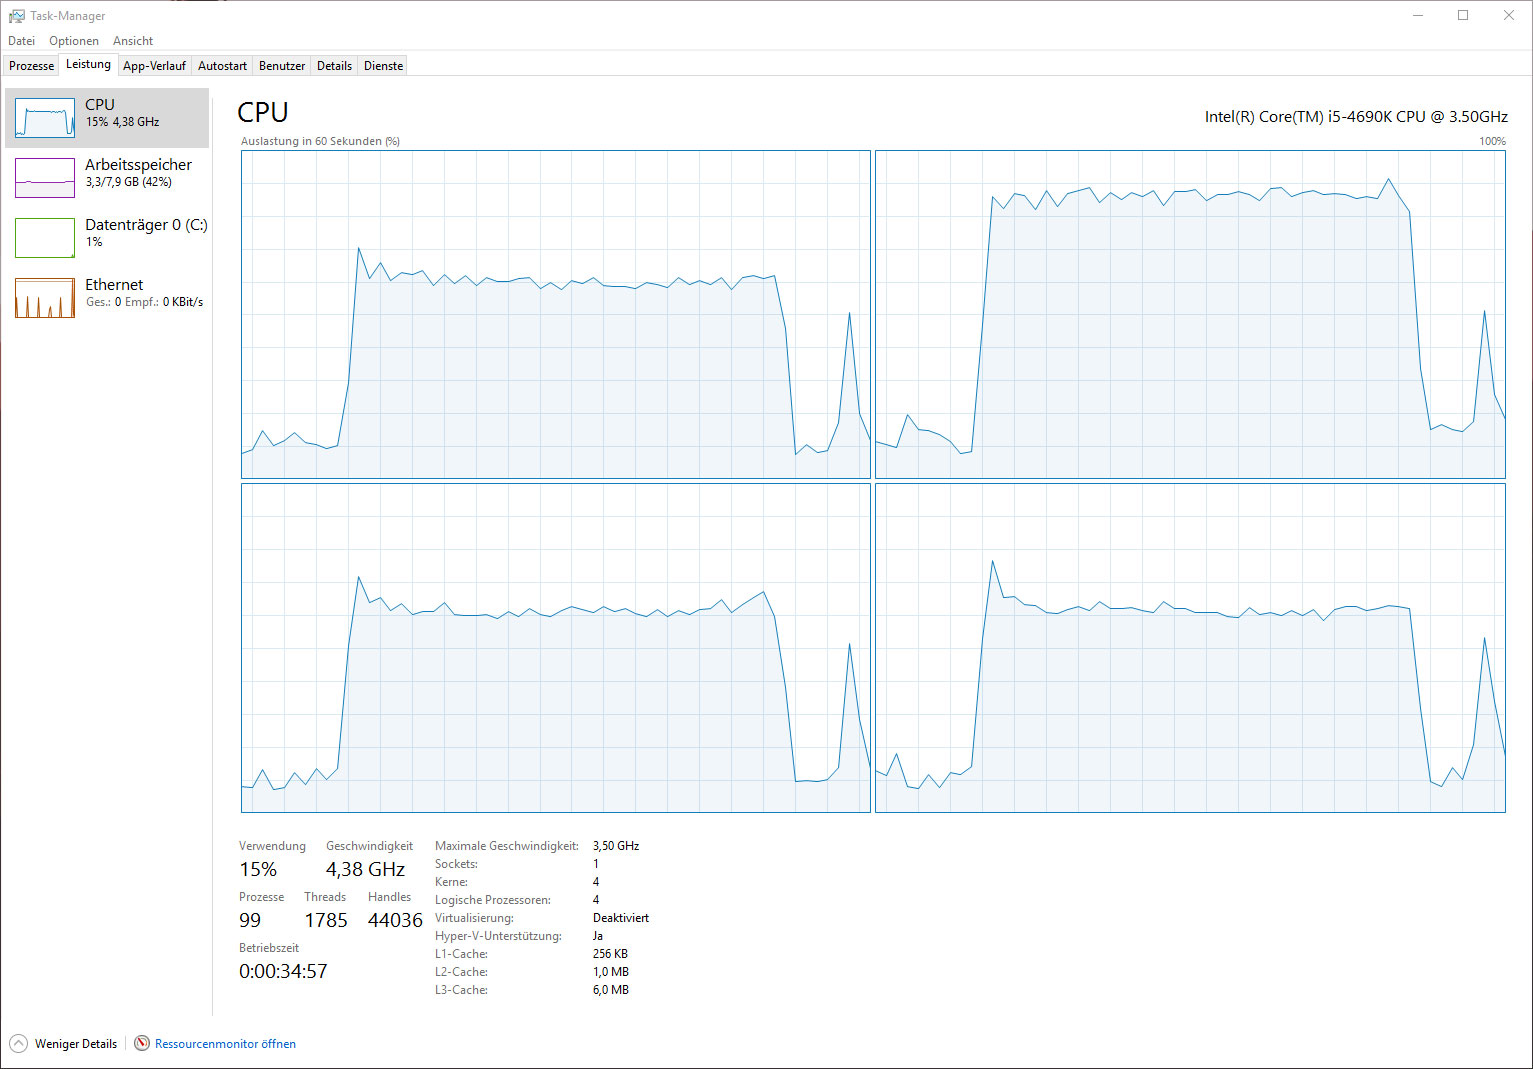 Task-Manager
Datei Optionen Ansicht
Prozesse Leistung App-Verlauf Autostart Benutzer Details Dienste
CPU
15% 4,38 GHz
Arbeitsspeicher
3,3/7,9 GB (42%)
Datenträger 0 (C:)
1%
Ethernet
Ges.: 0 Empf.: 0 KBit/s
CPU
Intel(R) Core(TM) i5-4690K CPU @ 3.50GHz
Auslastung in 60 Sekunden (%)
100%
Verwendung Geschwindigkeit
15% 4,38 GHz
Prozesse Threads Handles
99 1785 44036
Betriebszeit
0:00:34:57
Maximale Geschwindigkeit: 3,50 GHz
Sockets: 1
Kerne: 4
Logische Prozessoren: 4
Virtualisierung: Deaktiviert
Hyper-V-Unterstützung: Ja
L1-Cache: 256 KB
L2-Cache: 1,0 MB
L3-Cache: 6,0 MB
Weniger Details
Ressourcenmonitor öffnen